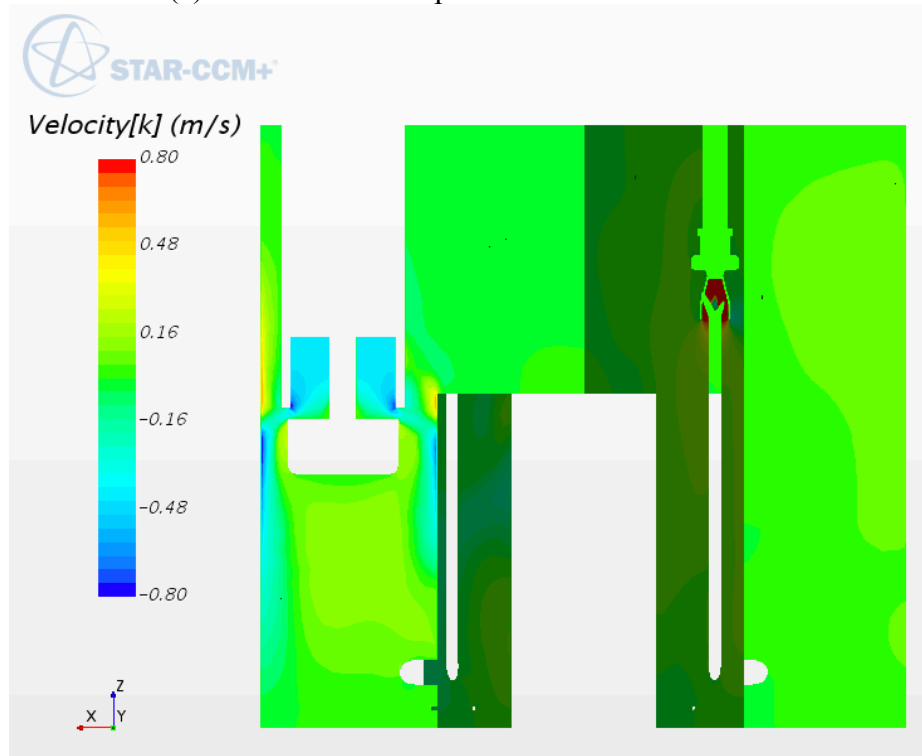 STAR-CCM+
Velocity[k] (m/s)
0.80
0.48
0.16
-0.16
-0.48
-0.80
Z
X
Y